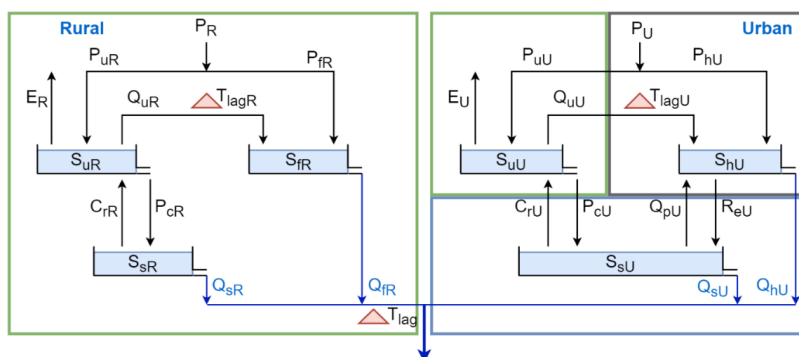 Rural
P_R
P_U
Urban
P_uR
P_fR
P_uU
P_hU
E_R
Q_uR
T_lagR
E_U
Q_uU
T_lagU
S_uR
S_fR
S_uU
S_hU
C_rR
P_cR
C_rU
P_cU
Q_pU
R_eU
S_sR
S_sU
Q_sR
Q_fR
Q_sU
Q_hU
T_lag